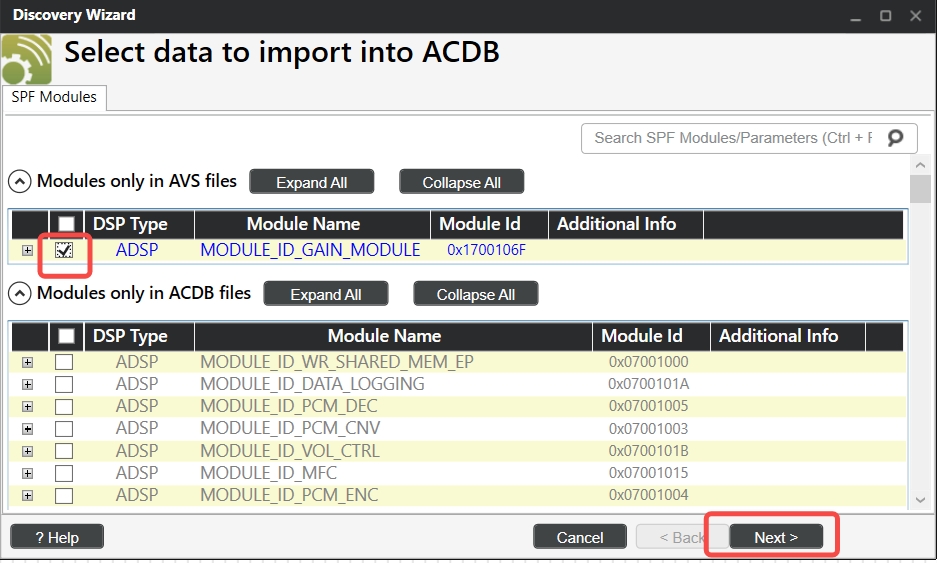 Discovery Wizard
Select data to import into ACDB
SPF Modules
Search SPF Modules/Parameters (Ctrl + F
Modules only in AVS files Expand All Collapse All
DSP Type Module Name Module Id Additional Info
ADSP MODULE_ID_GAIN_MODULE 0x1700106F
Modules only in ACDB files Expand All Collapse All
DSP Type Module Name Module Id Additional Info
ADSP MODULE_ID_WR_SHARED_MEM_EP 0x07001000
ADSP MODULE_ID_DATA_LOGGING 0x0700101A
ADSP MODULE_ID_PCM_DEC 0x07001005
ADSP MODULE_ID_PCM_CNV 0x07001003
ADSP MODULE_ID_VOL_CTRL 0x0700101B
ADSP MODULE_ID_MFC 0x07001015
ADSP MODULE_ID_PCM_ENC 0x07001004
? Help Cancel < Back Next >